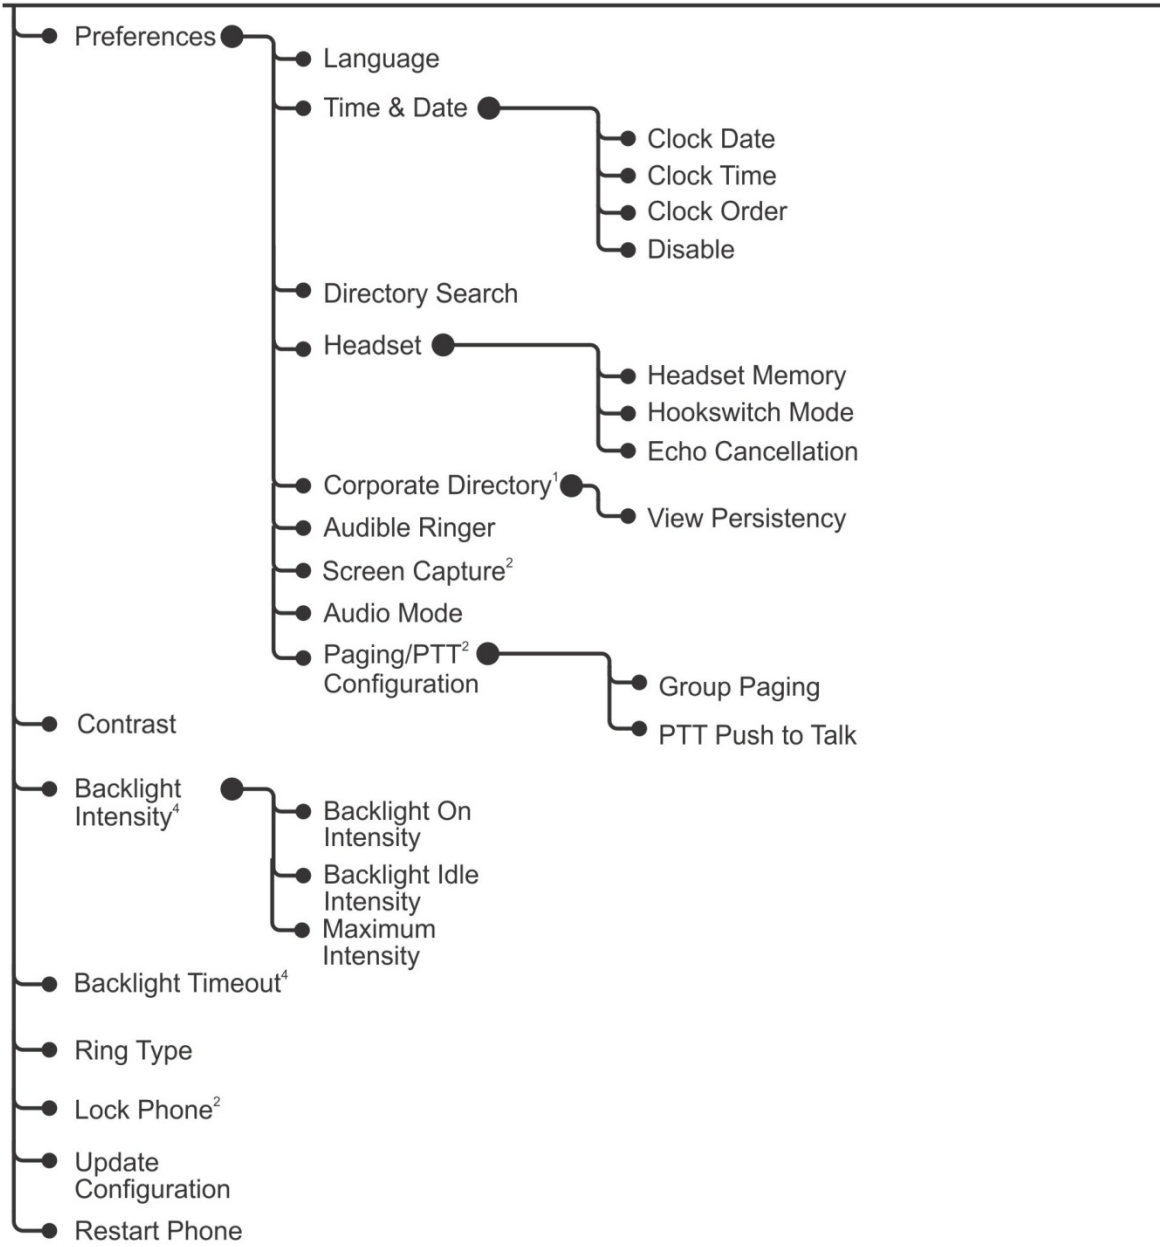 Preferences
Language
Time & Date
Clock Date
Clock Time
Clock Order
Disable
Directory Search
Headset
Headset Memory
Hookswitch Mode
Echo Cancellation
Corporate Directory¹
View Persistency
Audible Ringer
Screen Capture²
Audio Mode
Paging/PTT²
Configuration
Group Paging
PTT Push to Talk
Contrast
Backlight
Intensity⁴
Backlight On
Intensity
Backlight Idle
Intensity
Maximum
Intensity
Backlight Timeout⁴
Ring Type
Lock Phone²
Update
Configuration
Restart Phone